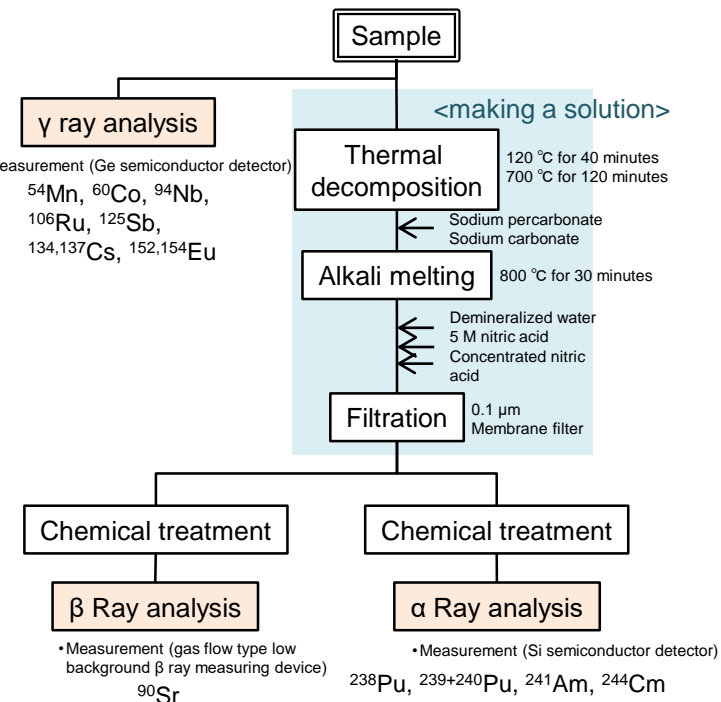 Sample
γ ray analysis
easurement (Ge semiconductor detector)
⁵⁴Mn, ⁶⁰Co, ⁹⁴Nb,
¹⁰⁶Ru, ¹²⁵Sb,
¹³⁴,¹³⁷Cs, ¹⁵²,¹⁵⁴Eu
<making a solution>
Thermal
decomposition
120 ℃ for 40 minutes
700 ℃ for 120 minutes
Sodium percarbonate
Sodium carbonate
Alkali melting
800 ℃ for 30 minutes
Demineralized water
5 M nitric acid
Concentrated nitric
acid
Filtration
0.1 μm
Membrane filter
Chemical treatment
β Ray analysis
•Measurement (gas flow type low
background β ray measuring device)
⁹⁰Sr
Chemical treatment
α Ray analysis
•Measurement (Si semiconductor detector)
²³⁸Pu, ²³⁹⁺²⁴⁰Pu, ²⁴¹Am, ²⁴⁴Cm